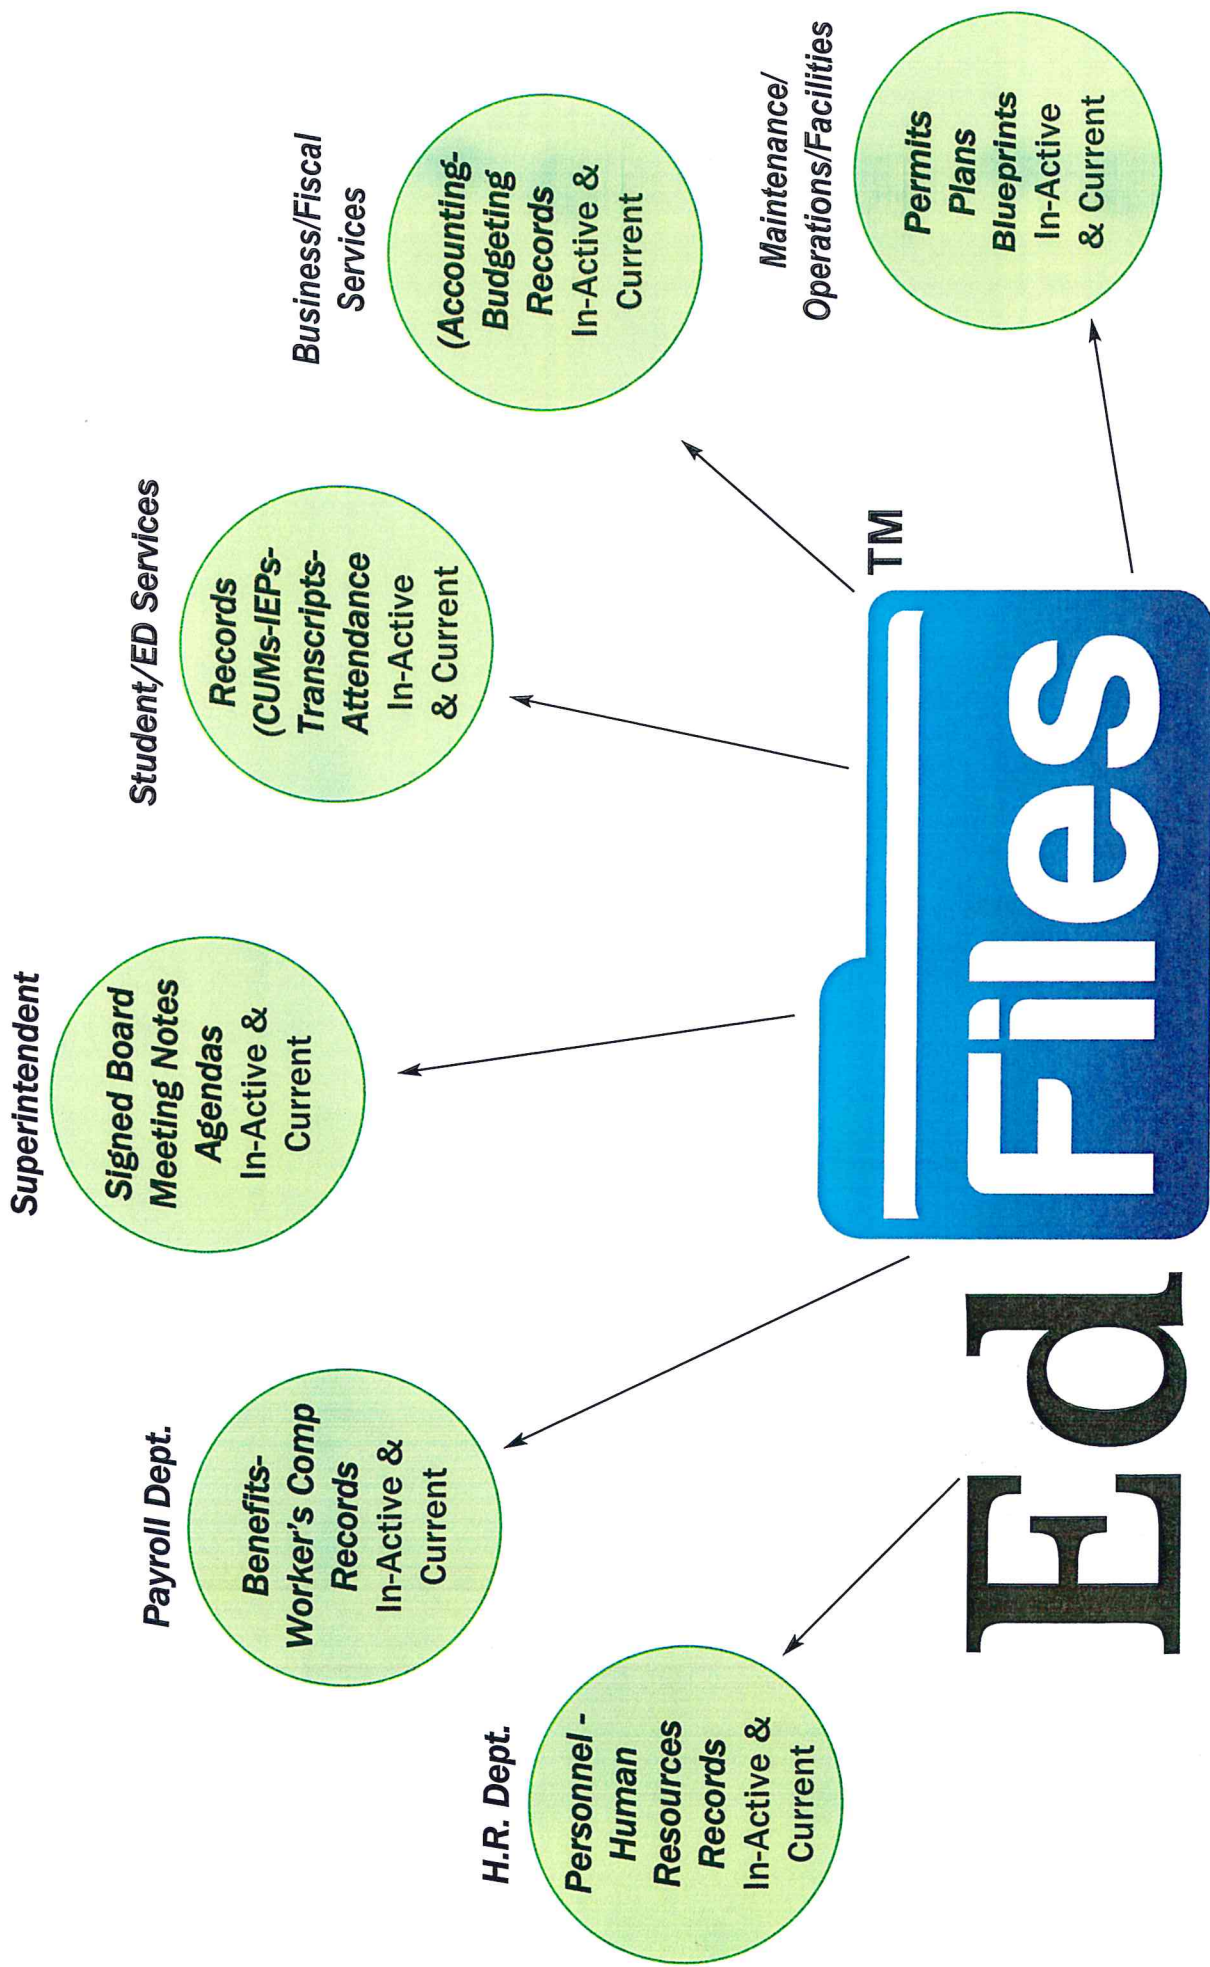 H.R. Dept.
Personnel -
Human
Resources
Records
In-Active &
Current
Payroll Dept.
Benefits-
Worker's Comp
Records
In-Active &
Current
Superintendent
Signed Board
Meeting Notes
Agendas
In-Active &
Current
Student/ED Services
Records
(CUMs-IEPs-
Transcripts-
Attendance
In-Active
& Current
Business/Fiscal
Services
(Accounting-
Budgeting
Records
In-Active &
Current
Maintenance/
Operations/Facilities
Permits
Plans
Blueprints
In-Active
& Current
Ed Files™